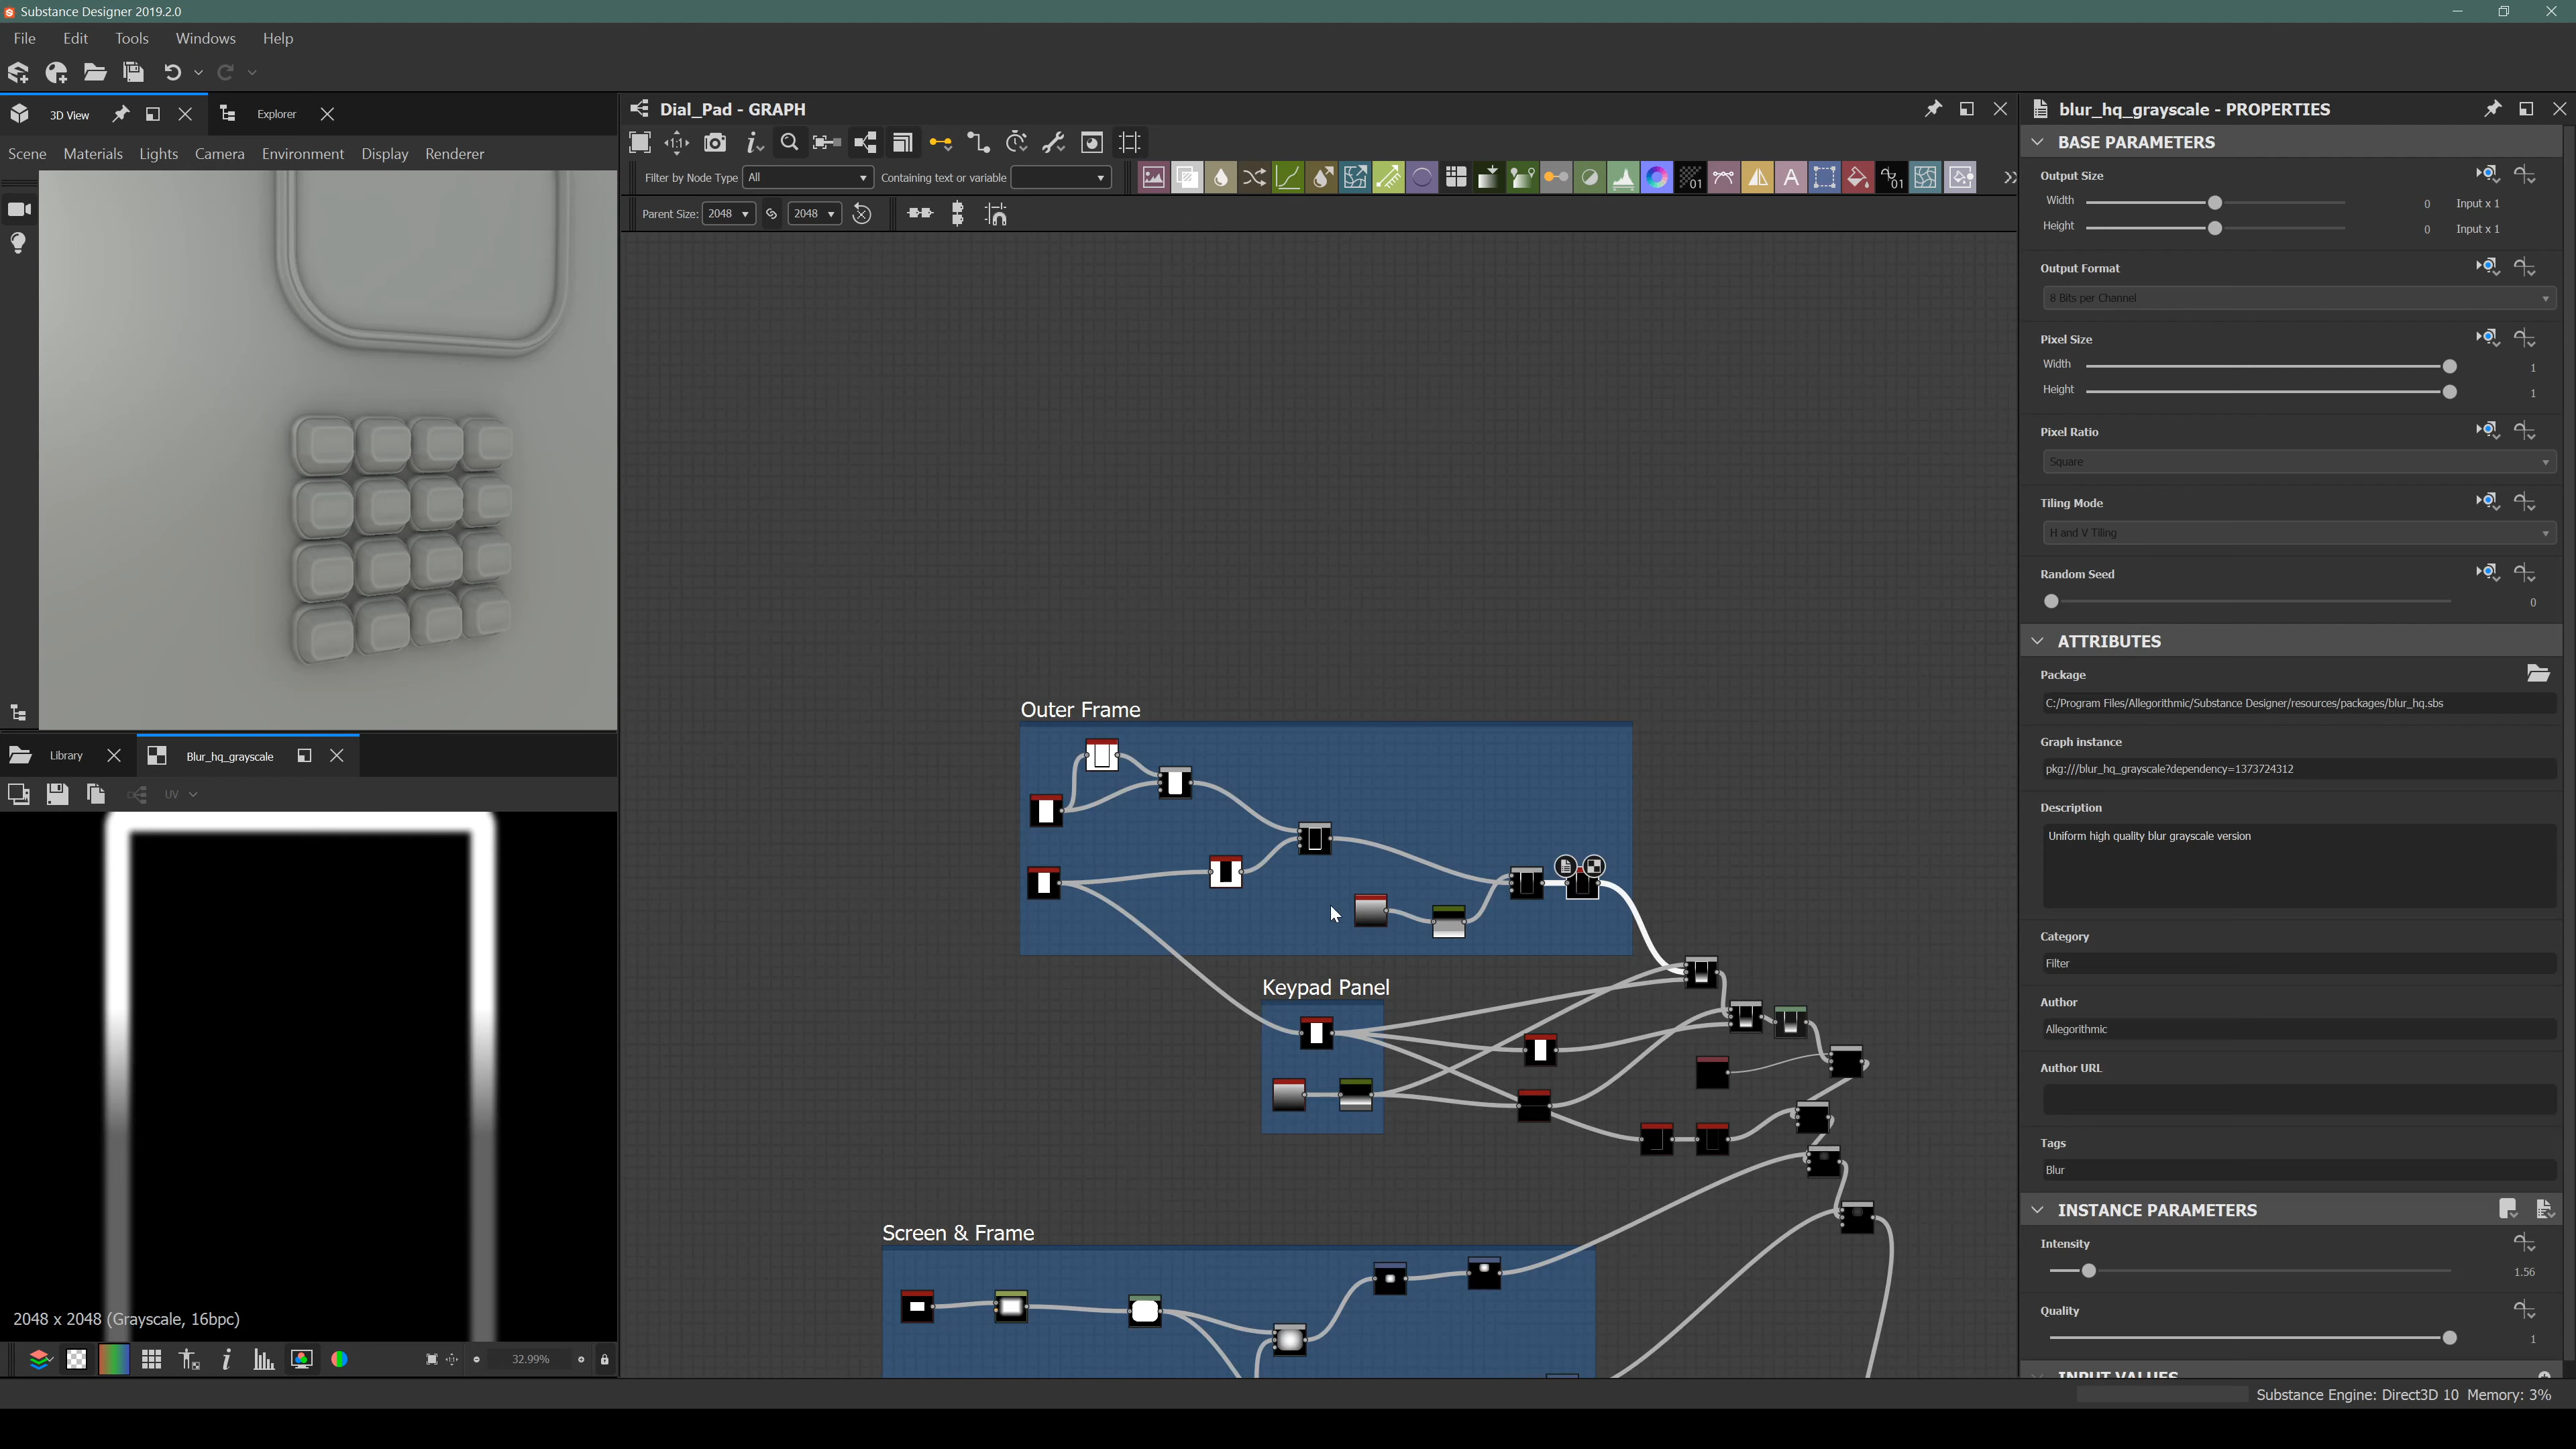 Substance Designer 2019.2.0
File Edit Tools Windows Help
3D View Explorer
Scene Materials Lights Camera Environment Display Renderer
Dial_Pad - GRAPH
Filter by Node Type All Containing text or variable
01 A 01
Parent Size: 2048 2048
Outer Frame
Keypad Panel
Screen & Frame
Library Blur_hq_grayscale
UV
2048 x 2048 (Grayscale, 16bpc)
32.99%
blur_hq_grayscale - PROPERTIES
BASE PARAMETERS
Output Size
Width 0 Input x 1
Height 0 Input x 1
Output Format
8 Bits per Channel
Pixel Size
Width 1
Height 1
Pixel Ratio
Square
Tiling Mode
H and V Tiling
Random Seed
0
ATTRIBUTES
Package
C:/Program Files/Allegorithmic/Substance Designer/resources/packages/blur_hq.sbs
Graph instance
pkg:///blur_hq_grayscale?dependency=1373724312
Description
Uniform high quality blur grayscale version
Category
Filter
Author
Allegorithmic
Author URL
Tags
Blur
INSTANCE PARAMETERS
Intensity
1.56
Quality
1
INPUT VALUES
Substance Engine: Direct3D 10 Memory: 3%